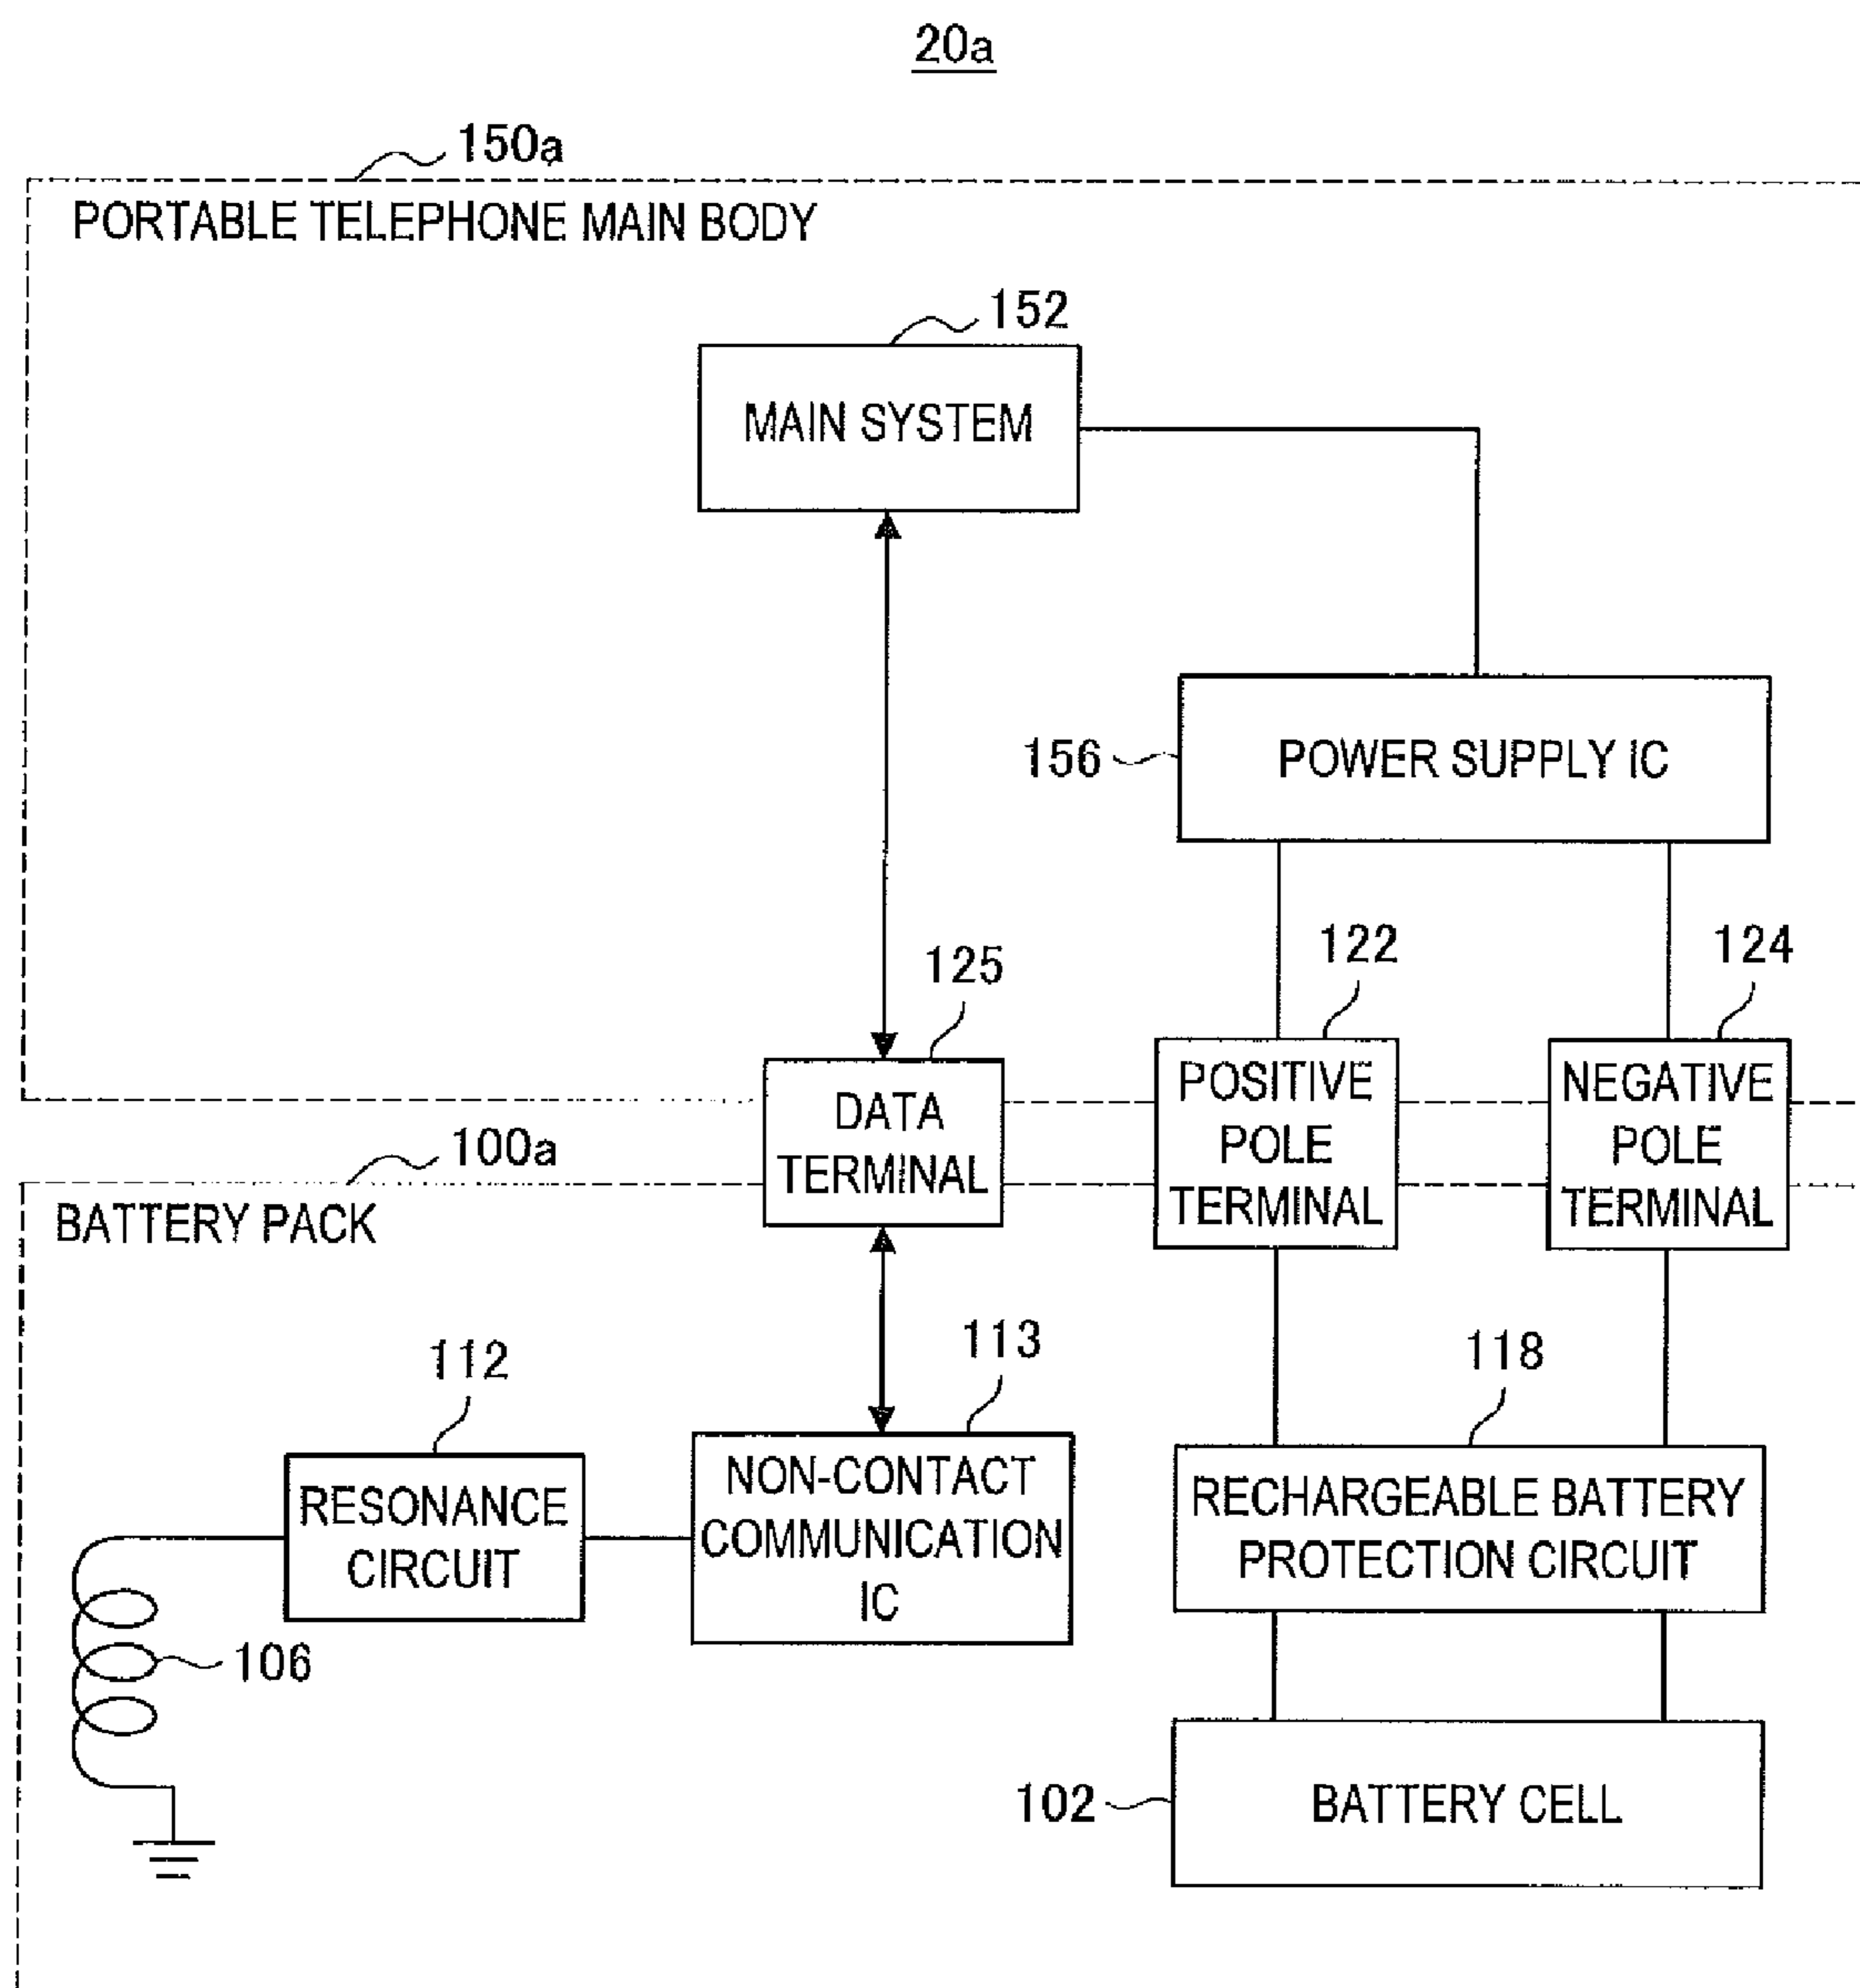 20a
150a
PORTABLE TELEPHONE MAIN BODY
152
MAIN SYSTEM
156
POWER SUPPLY IC
125
122
124
DATA
TERMINAL
POSITIVE
POLE
TERMINAL
NEGATIVE
POLE
TERMINAL
100a
BATTERY PACK
112
113
118
RESONANCE
CIRCUIT
NON-CONTACT
COMMUNICATION
IC
RECHARGEABLE BATTERY
PROTECTION CIRCUIT
106
102
BATTERY CELL